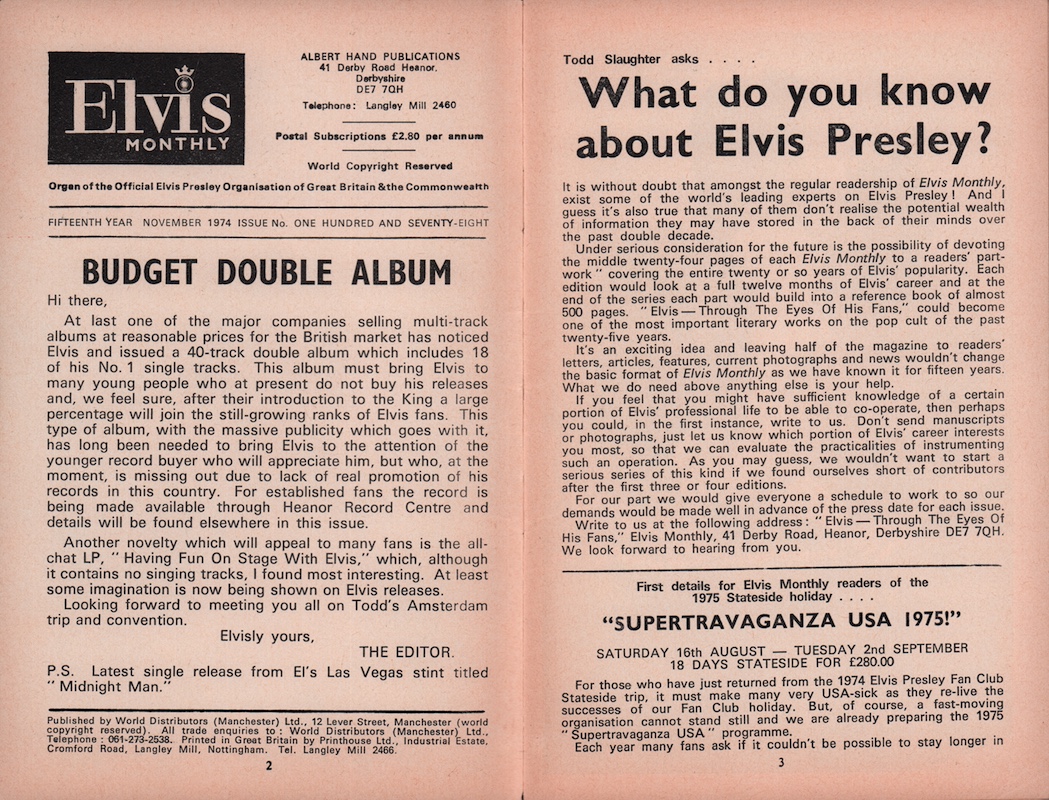 Elvis
MONTHLY
ALBERT HAND PUBLICATIONS
41 Derby Road Heanor.
Derbyshire
DE7 7QH
Telephone: Langley Mill 2460
Postal Subscriptions £2.80 per annum
World Copyright Reserved
Organ of the Official Elvis Presley Organisation of Great Britain & the Commonwealth
FIFTEENTH YEAR NOVEMBER 1974 ISSUE No. ONE HUNDRED AND SEVENTY-EIGHT
BUDGET DOUBLE ALBUM
Hi there,
At last one of the major companies selling multi-track
albums at reasonable prices for the British market has noticed
Elvis and issued a 40-track double album which includes 18
of his No. 1 single tracks. This album must bring Elvis to
many young people who at present do not buy his releases
and, we feel sure, after their introduction to the King a large
percentage will join the still-growing ranks of Elvis fans. This
type of album, with the massive publicity which goes with it,
has long been needed to bring Elvis to the attention of the
younger record buyer who will appreciate him, but who, at the
moment, is missing out due to lack of real promotion of his
records in this country. For established fans the record is
being made available through Heanor Record Centre and
details will be found elsewhere in this issue.
Another novelty which will appeal to many fans is the all-
chat LP, "Having Fun On Stage With Elvis," which, although
it contains no singing tracks, I found most interesting. At least
some imagination is now being shown on Elvis releases.
Looking forward to meeting you all on Todd's Amsterdam
trip and convention.
Elvisly yours,
THE EDITOR.
P.S. Latest single release from El's Las Vegas stint titled
"Midnight Man."
Published by World Distributors (Manchester) Ltd., 12 Lever Street, Manchester (world
copyright reserved). All trade enquiries to: World Distributors (Manchester) Ltd.,
Telephone: 061-273-2538. Printed in Great Britain by Printhouse Ltd., Industrial Estate,
Cromford Road, Langley Mill, Nottingham. Tel. Langley Mill 2466.
2
Todd Slaughter asks . . . .
What do you know
about Elvis Presley?
It is without doubt that amongst the regular readership of Elvis Monthly,
exist some of the world's leading experts on Elvis Presley! And I
guess it's also true that many of them don't realise the potential wealth
of information they may have stored in the back of their minds over
the past double decade.
Under serious consideration for the future is the possibility of devoting
the middle twenty-four pages of each Elvis Monthly to a readers' part-
work" covering the entire twenty or so years of Elvis' popularity. Each
edition would look at a full twelve months of Elvis' career and at the
end of the series each part would build into a reference book of almost
500 pages. "Elvis—Through The Eyes Of His Fans," could become
one of the most important literary works on the pop cult of the past
twenty-five years.
It's an exciting idea and leaving half of the magazine to readers'
letters, articles, features, current photographs and news wouldn't change
the basic format of Elvis Monthly as we have known it for fifteen years.
What we do need above anything else is your help.
If you feel that you might have sufficient knowledge of a certain
portion of Elvis' professional life to be able to co-operate, then perhaps
you could, in the first instance, write to us. Don't send manuscripts
or photographs, just let us know which portion of Elvis' career interests
you most, so that we can evaluate the practicalities of instrumenting
such an operation. As you may guess, we wouldn't want to start a
serious series of this kind if we found ourselves short of contributors
after the first three or four editions.
For our part we would give everyone a schedule to work to so our
demands would be made well in advance of the press date for each issue.
Write to us at the following address: "Elvis—Through The Eyes Of
His Fans," Elvis Monthly, 41 Derby Road, Heanor, Derbyshire DE7 7QH.
We look forward to hearing from you.
First details for Elvis Monthly readers of the
1975 Stateside holiday . . . .
"SUPERTRAVAGANZA USA 1975!"
SATURDAY 16th AUGUST — TUESDAY 2nd SEPTEMBER
18 DAYS STATESIDE FOR £280.00
For those who have just returned from the 1974 Elvis Presley Fan Club
Stateside trip, it must make many very USA-sick as they re-live the
successes of our Fan Club holiday. But, of course, a fast-moving
organisation cannot stand still and we are already preparing the 1975
"Supertravaganza USA" programme.
Each year many fans ask if it couldn't be possible to stay longer in
3